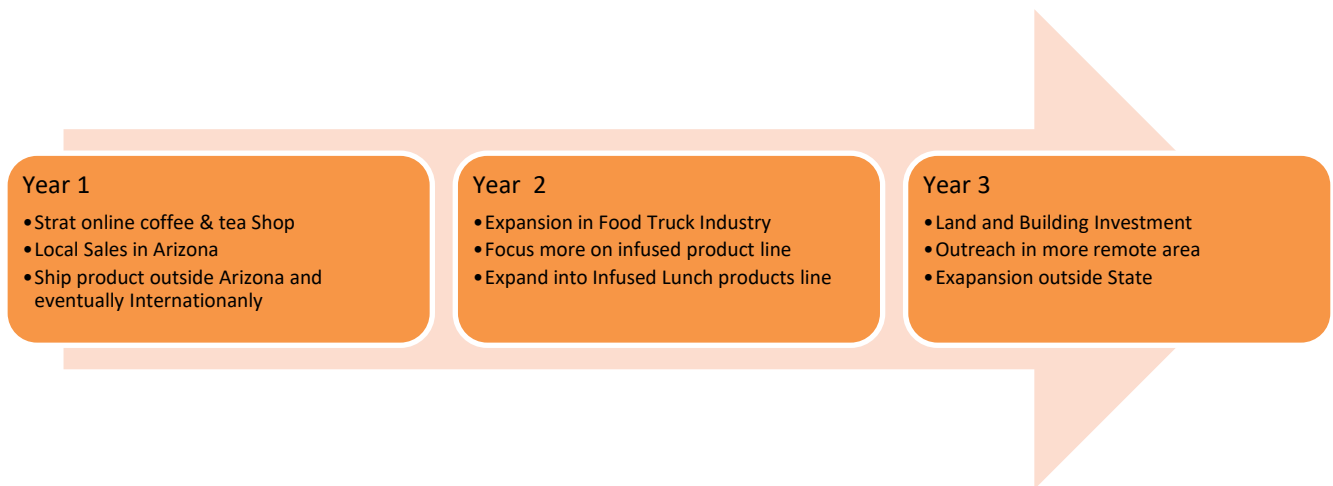 Year 1
•Strat online coffee & tea Shop
•Local Sales in Arizona
•Ship product outside Arizona and
eventually Internationanly
Year 2
•Expansion in Food Truck Industry
•Focus more on infused product line
•Expand into Infused Lunch products line
Year 3
•Land and Building Investment
•Outreach in more remote area
•Exapansion outside State